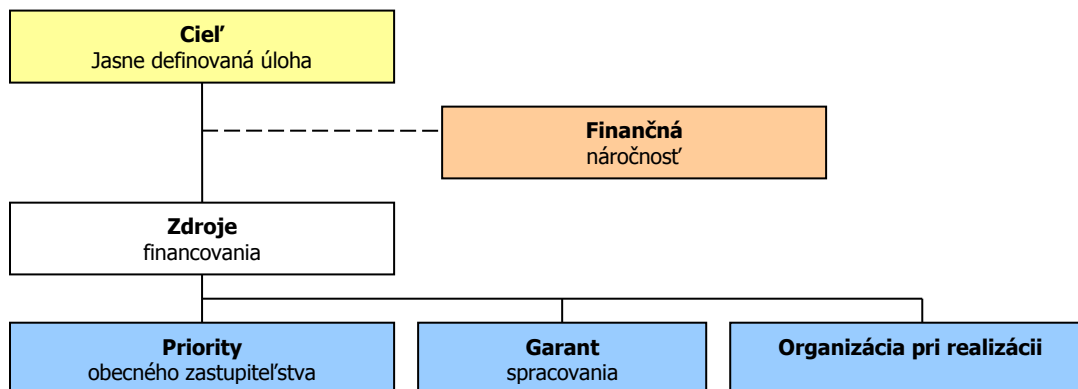 Cieľ
Jasne definovaná úloha
Finančná
náročnosť
Zdroje
financovania
Priority
obecného zastupiteľstva
Garant
spracovania
Organizácia pri realizácii